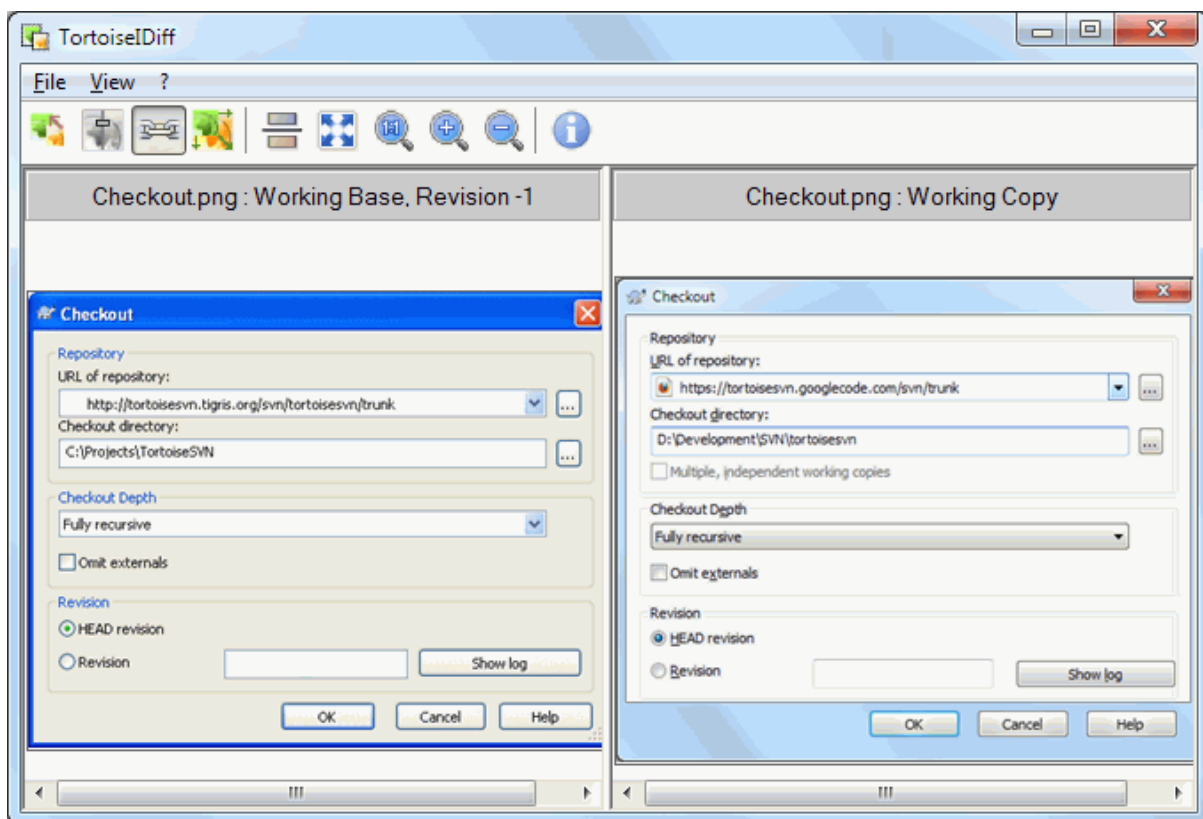 TortoiseIDiff
File View ?
1:1
Checkout.png : Working Base, Revision -1
Checkout
Repository
URL of repository:
http://tortoisesvn.tigris.org/svn/tortoisesvn/trunk
...
Checkout directory:
C:\Projects\TortoiseSVN
...
Checkout Depth
Fully recursive
Omit externals
Revision
HEAD revision
Revision
Show log
OK Cancel Help
Checkout.png : Working Copy
Checkout
Repository
URL of repository:
https://tortoisesvn.googlecode.com/svn/trunk
...
Checkout directory:
D:\Development\SVN\tortoisesvn
...
Multiple, independent working copies
Checkout Depth
Fully recursive
Omit externals
Revision
HEAD revision
Revision
Show log
OK Cancel Help